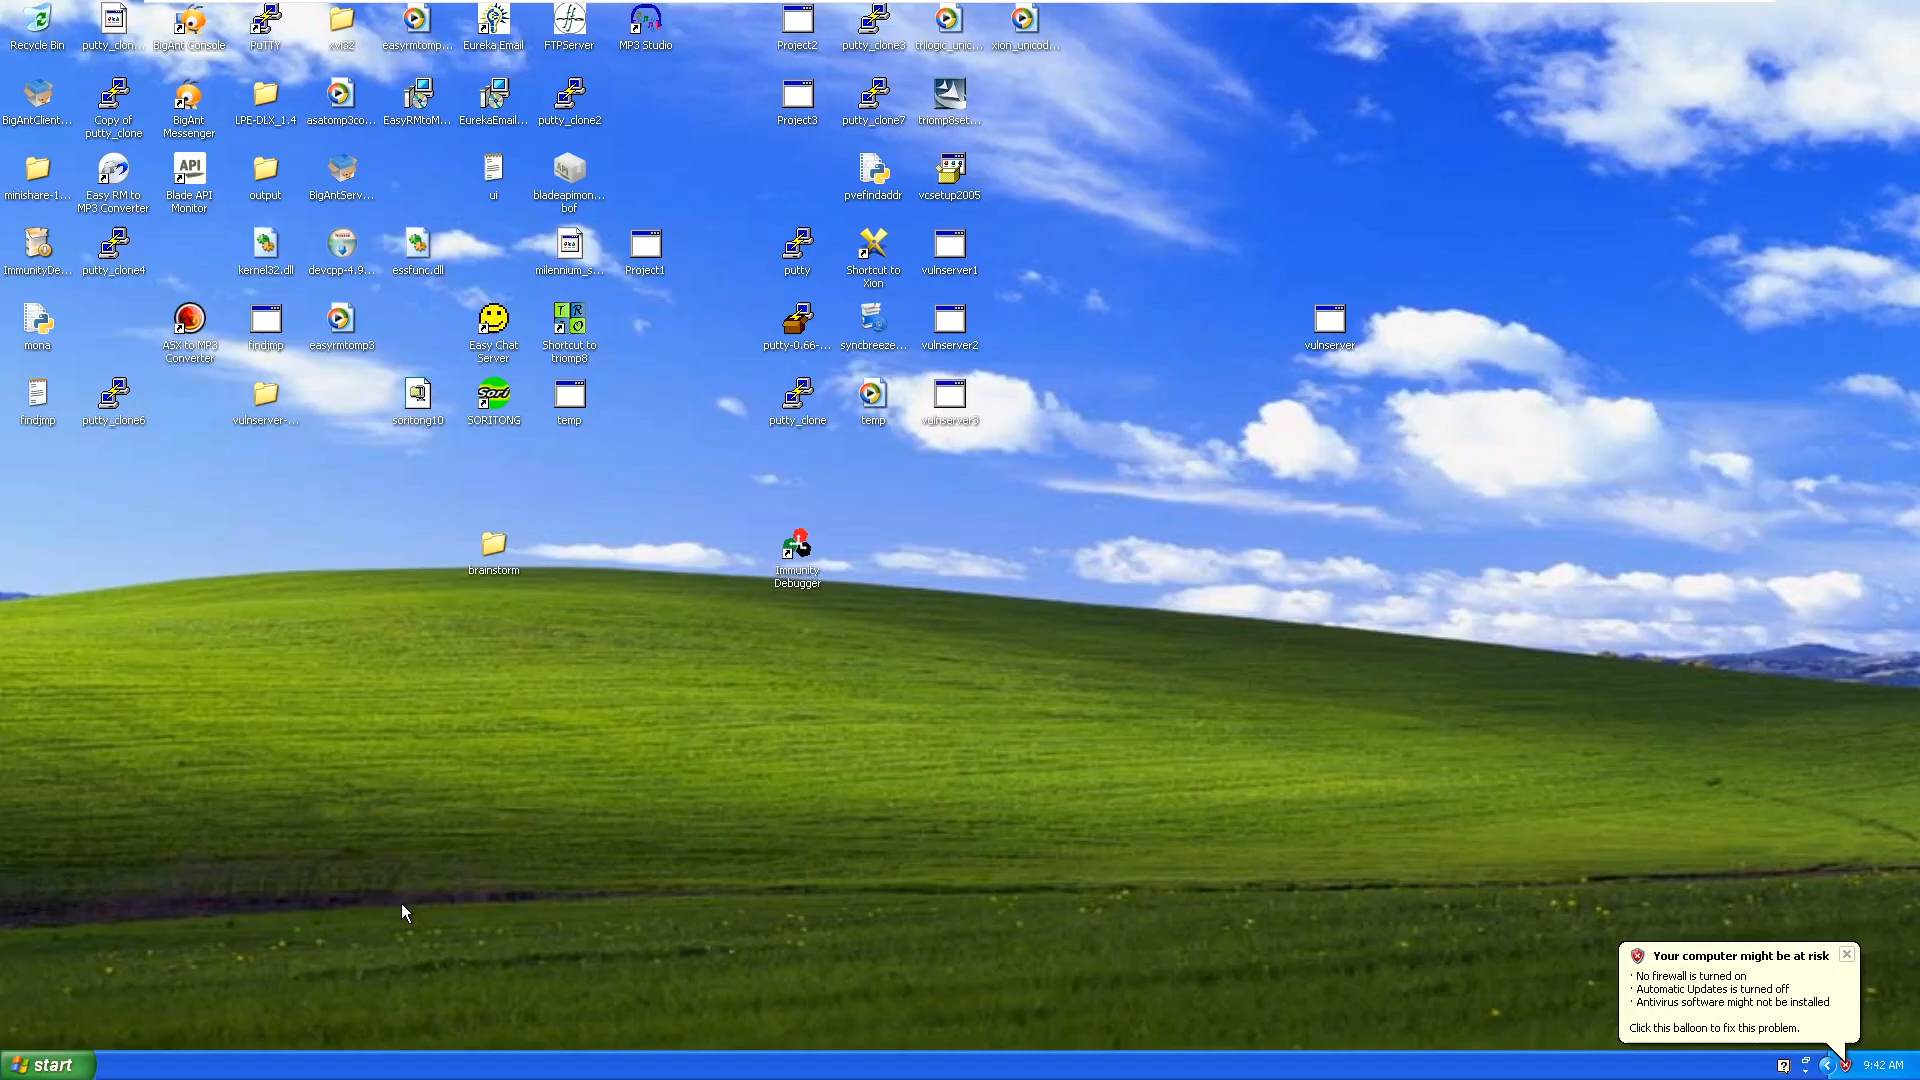 Recycle Bin
putty_clon...
BigAnt Console
PuTTY
xvi32
easyrmtomp...
Eureka Email
FTPServer
MP3 Studio
Project2
putty_clone3
trilogic_unic...
xion_unicod...
BigAntClient...
Copy of
putty_clone
BigAnt
Messenger
LPE-DLX_1.4
asatomp3co...
EasyRMtoM...
EurekaEmail...
putty_clone2
Project3
putty_clone7
triomp8set...
minishare-1...
Easy RM to
MP3 Converter
API
Blade API
Monitor
output
BigAntServ...
ui
bladeapimon...
bof
pvefindaddr
vcsetup2005
ImmunityDe...
putty_clone4
kernel32.dll
devcpp-4.9...
essfunc.dll
milennium_s...
Project1
putty
Shortcut to
Xion
vulnserver1
mona
ASX to MP3
Converter
findjmp
easyrmtomp3
Easy Chat
Server
T R
O
Shortcut to
triomp8
putty-0.66-...
syncbreeze...
vulnserver2
vulnserver
findjmp
putty_clone6
vulnserver-...
soritong10
Sori
SORITONG
temp
putty_clone
temp
vulnserver3
brainstorm
Immunity
Debugger
Your computer might be at risk
· No firewall is turned on
· Automatic Updates is turned off
· Antivirus software might not be installed
Click this balloon to fix this problem.
start
9:42 AM